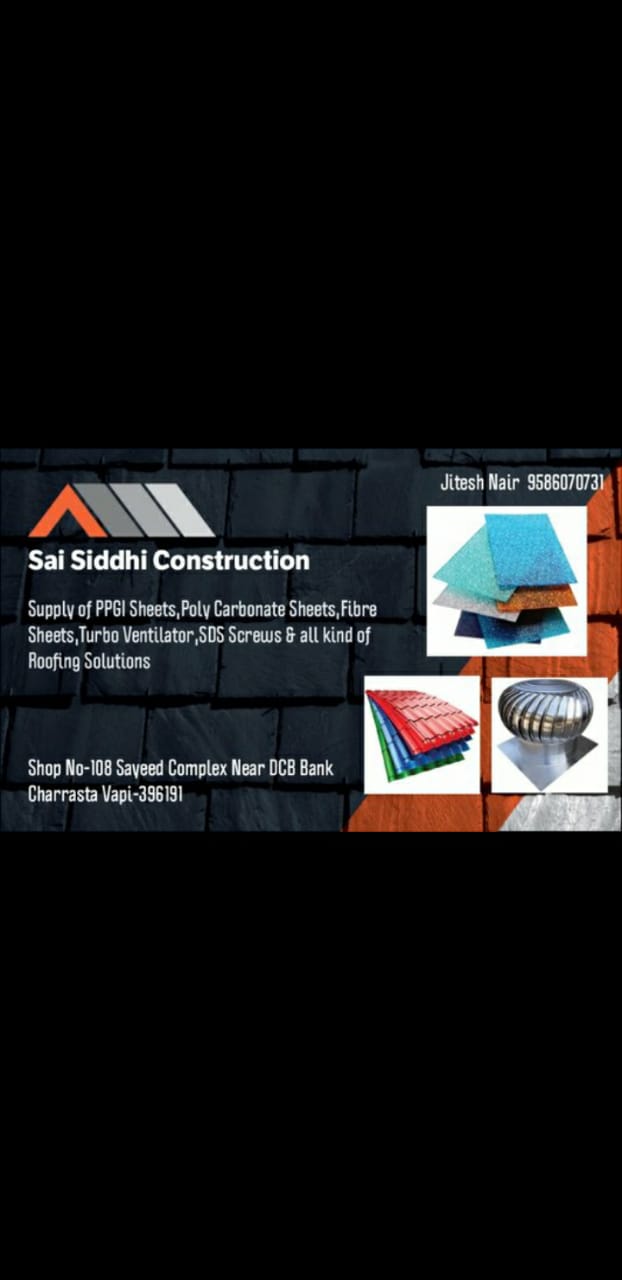 Jitesh Nair 9586070731
Sai Siddhi Construction
Supply of PPGI Sheets,Poly Carbonate Sheets,Fibre
Sheets,Turbo Ventilator,SDS Screws & all kind of
Roofing Solutions
Shop No-108 Sayeed Complex Near DCB Bank
Charrasta Vapi-396191